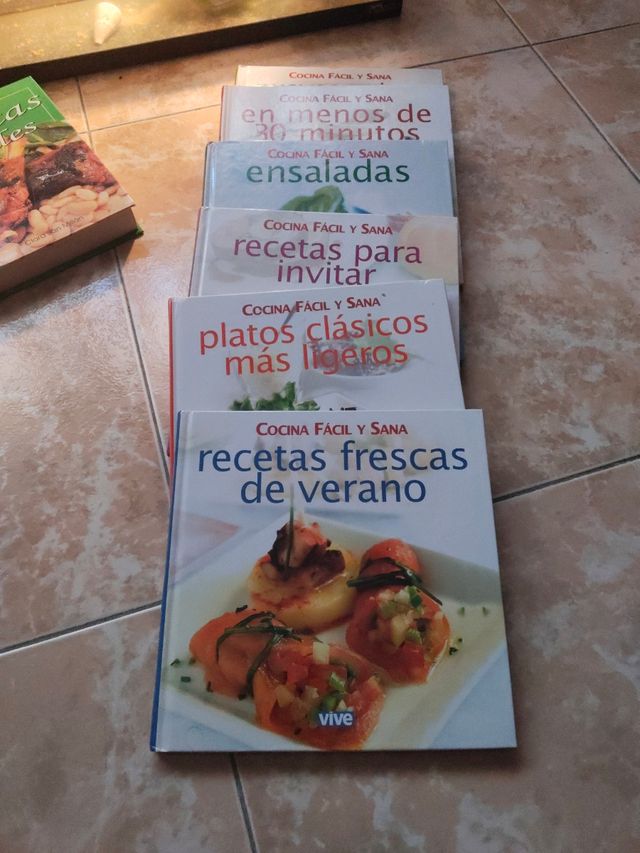 COCINA FÁCIL Y SANA
COCINA FÁCIL Y SANA
en menos de
30 minutos
COCINA FÁCIL Y SANA
ensaladas
COCINA FÁCIL Y SANA
recetas para
invitar
COCINA FÁCIL Y SANA
platos clásicos
más ligeros
COCINA FÁCIL Y SANA
recetas frescas
de verano
vive